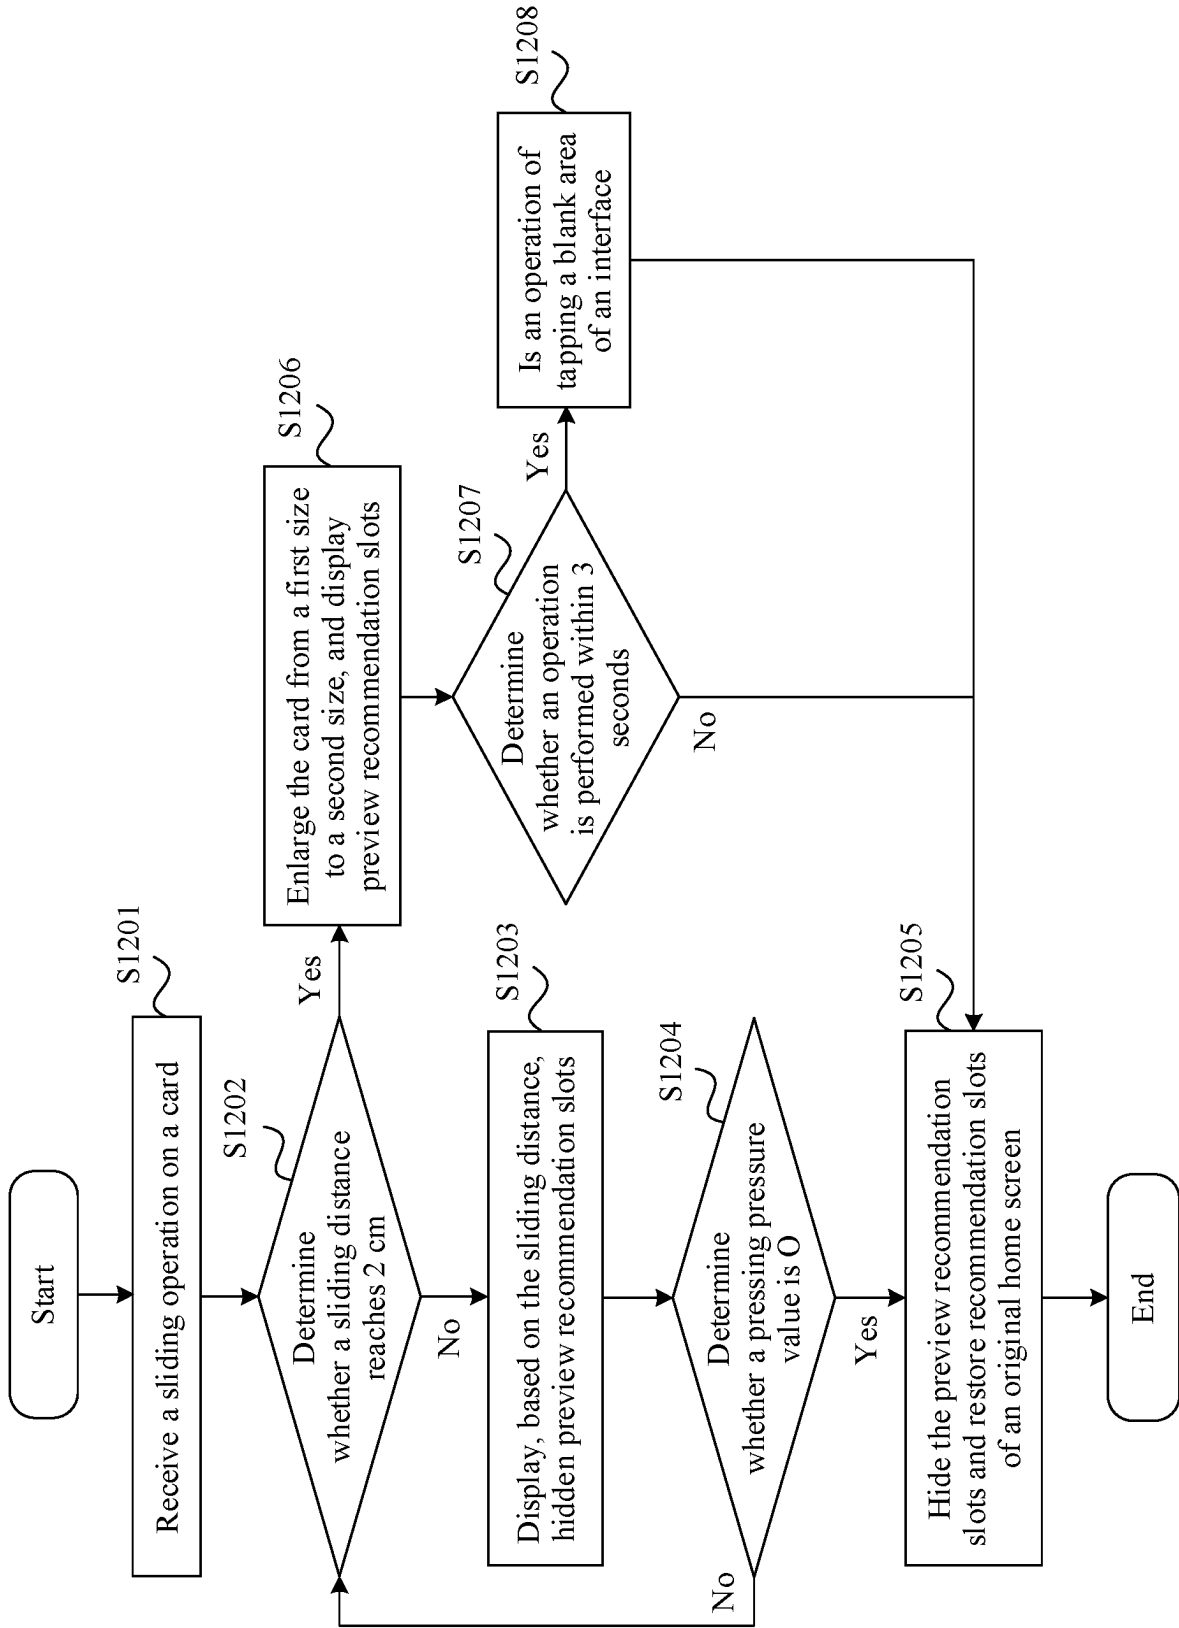 Start
S1201
Receive a sliding operation on a card
S1202
Determine
whether a sliding distance
reaches 2 cm
Yes
No
S1206
Enlarge the card from a first size
to a second size, and display
preview recommendation slots
S1203
Display, based on the sliding distance,
hidden preview recommendation slots
S1207
Determine
whether an operation
is performed within 3
seconds
Yes
No
S1208
Is an operation of
tapping a blank area
of an interface
S1204
Determine
whether a pressing pressure
value is O
No
Yes
S1205
Hide the preview recommendation
slots and restore recommendation slots
of an original home screen
End